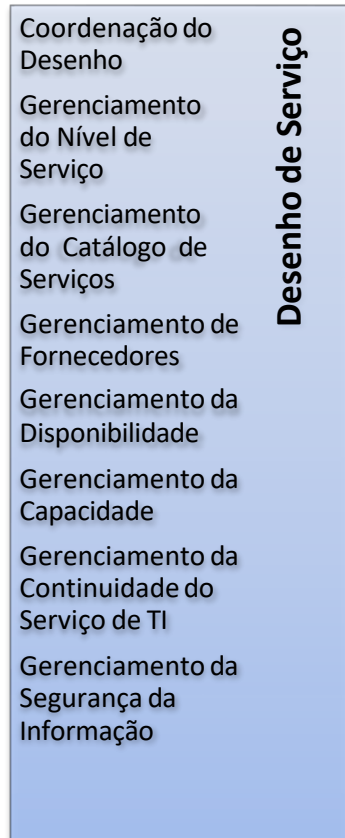 Coordenação do
Desenho
Gerenciamento
do Nível de
Serviço
Gerenciamento
do Catálogo de
Serviços
Gerenciamento de
Fornecedores
Gerenciamento da
Disponibilidade
Gerenciamento da
Capacidade
Gerenciamento da
Continuidade do
Serviço de TI
Gerenciamento da
Segurança da
Informação
Desenho de Serviço